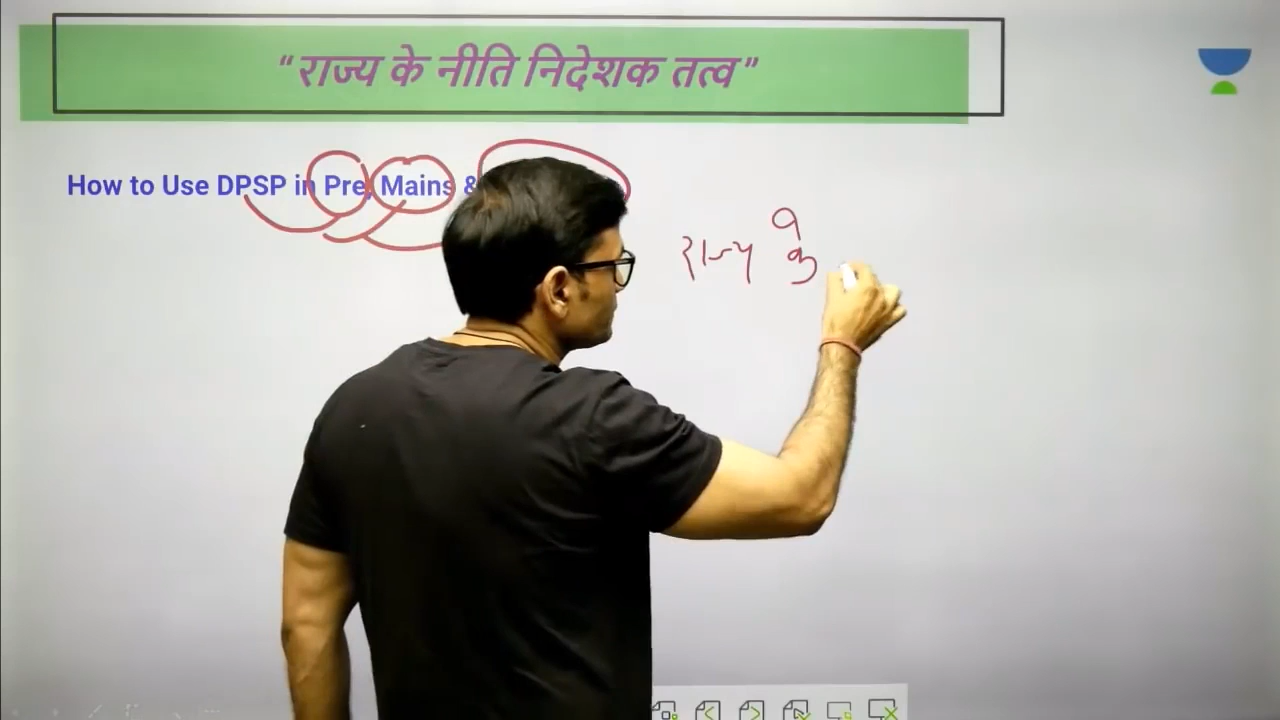 “राज्य के नीति निदेशक तत्व”
How to Use DPSP in Pre, Mains &
राज्य